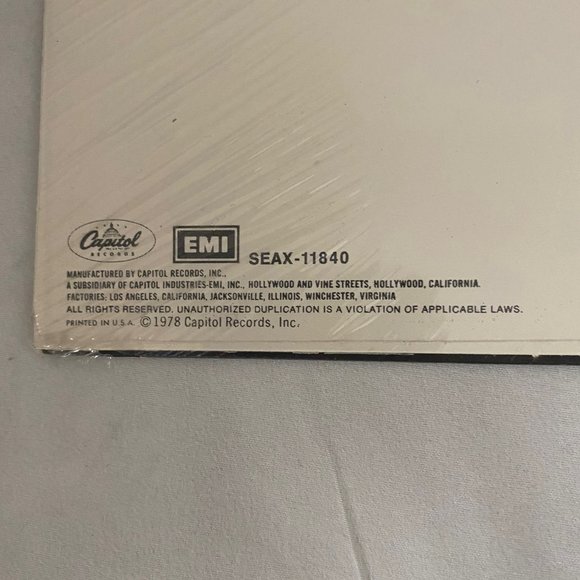 Capitol
RECORDS
EMI
SEAX-11840
MANUFACTURED BY CAPITOL RECORDS, INC.,
A SUBSIDIARY OF CAPITOL INDUSTRIES-EMI, INC., HOLLYWOOD AND VINE STREETS, HOLLYWOOD, CALIFORNIA.
FACTORIES: LOS ANGELES, CALIFORNIA, JACKSONVILLE, ILLINOIS, WINCHESTER, VIRGINIA
ALL RIGHTS RESERVED. UNAUTHORIZED DUPLICATION IS A VIOLATION OF APPLICABLE LAWS.
PRINTED IN U.S.A. ©1978 Capitol Records, Inc.